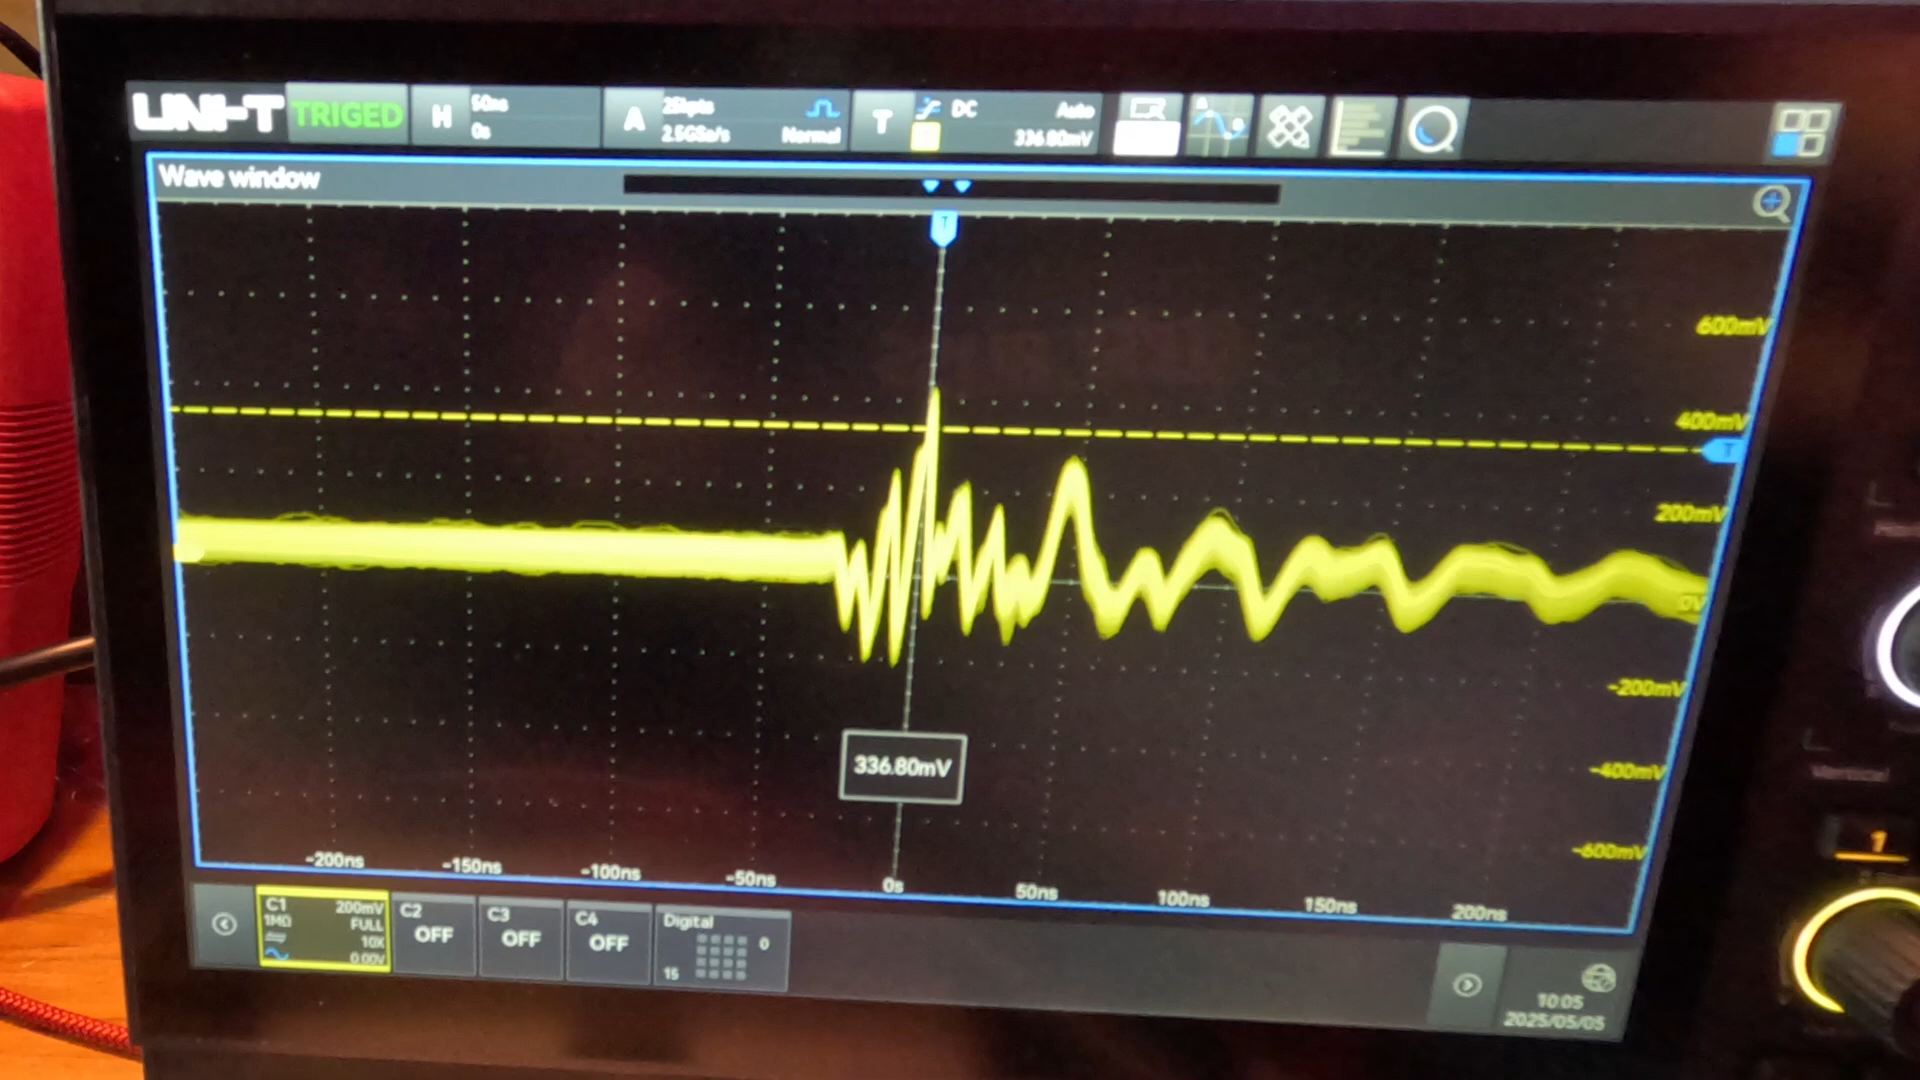 UNI-T
TRIGED
H
50ns
0s
A
25kpts
2.5GSa/s
Normal
T
DC
Auto
336.80mV
Wave window
T
600mV
400mV
T
200mV
0V
-200mV
-400mV
-600mV
336.80mV
-200ns
-150ns
-100ns
-50ns
0s
50ns
100ns
150ns
200ns
C1
200mV
1MΩ
FULL
10X
0.00V
C2
OFF
C3
OFF
C4
OFF
Digital
0
15
10:05
2025/05/05
Vertical
1